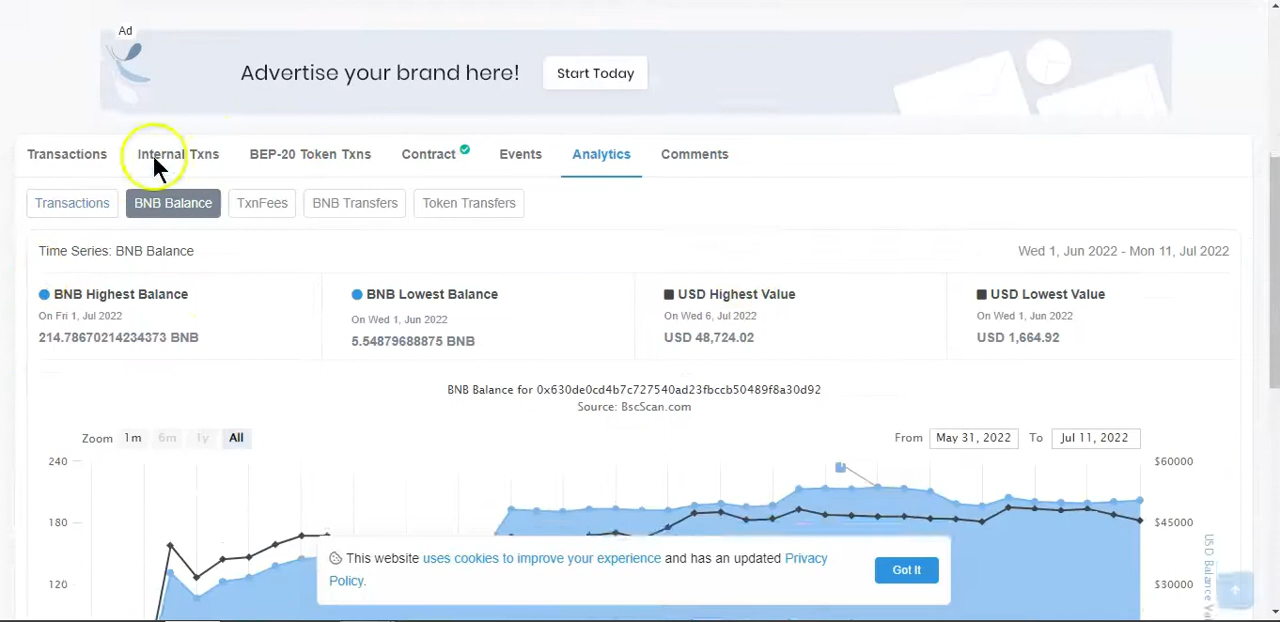 Ad
Advertise your brand here! Start Today
Transactions Internal Txns BEP-20 Token Txns Contract Events Analytics Comments
Transactions BNB Balance TxnFees BNB Transfers Token Transfers
Time Series: BNB Balance Wed 1, Jun 2022 - Mon 11, Jul 2022
BNB Highest Balance BNB Lowest Balance USD Highest Value USD Lowest Value
On Fri 1, Jul 2022 On Wed 1, Jun 2022 On Wed 6, Jul 2022 On Wed 1, Jun 2022
214.78670214234373 BNB 5.54879688875 BNB USD 48,724.02 USD 1,664.92
BNB Balance for 0x630de0cd4b7c727540ad23fbccb50489f8a30d92
Source: BscScan.com
Zoom 1m 6m 1y All From May 31, 2022 To Jul 11, 2022
240 $60000
180 $45000
This website uses cookies to improve your experience and has an updated Privacy
Policy.
Got It
120 $30000
USD Balance